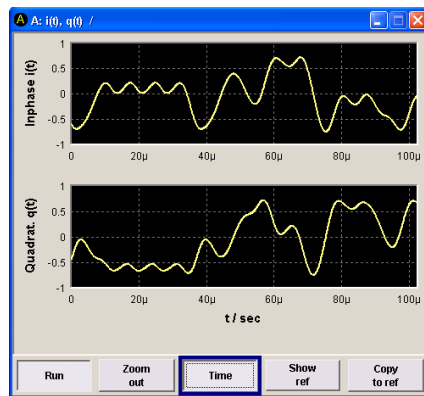 A A: i(t), q(t) /
Inphase i(t)
1
0.5
0
-0.5
-1
0 20µ 40µ 60µ 80µ 100µ
Quadrat. q(t)
1
0.5
0
-0.5
-1
0 20µ 40µ 60µ 80µ 100µ
t / sec
Run
Zoom
out
Time
Show
ref
Copy
to ref